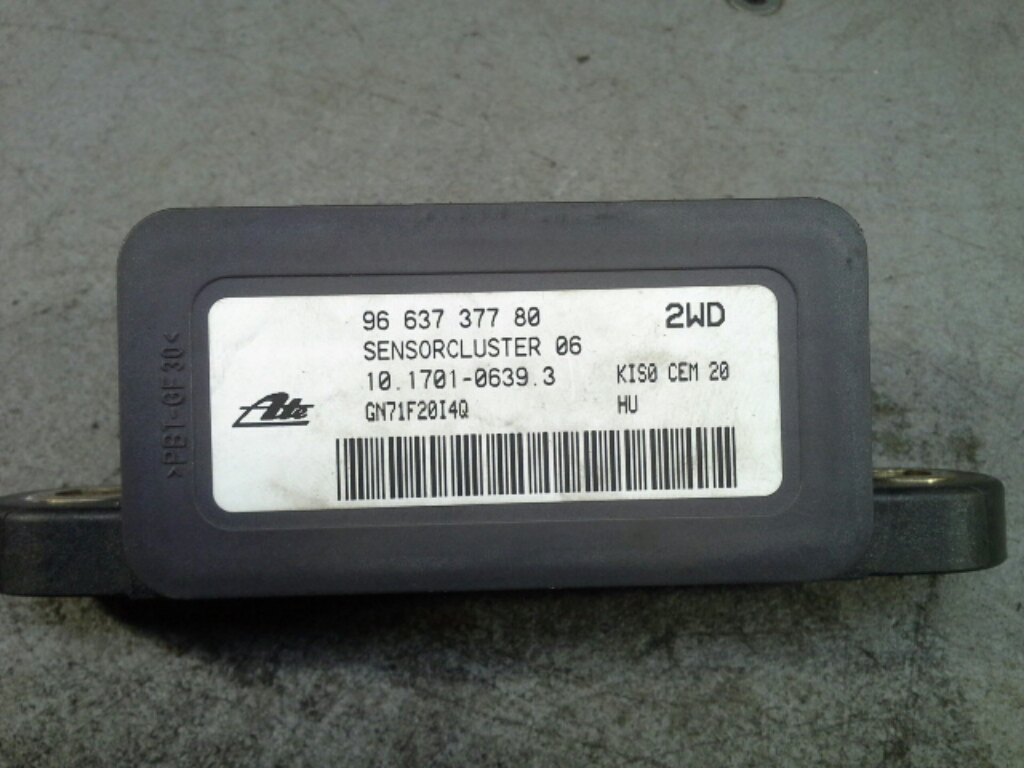 96 637 377 80 2WD
SENSORCLUSTER 06
10.1701-0639.3 KIS0 CEM 20
Ate GN71F20I4Q HU
>PBT-GF30<